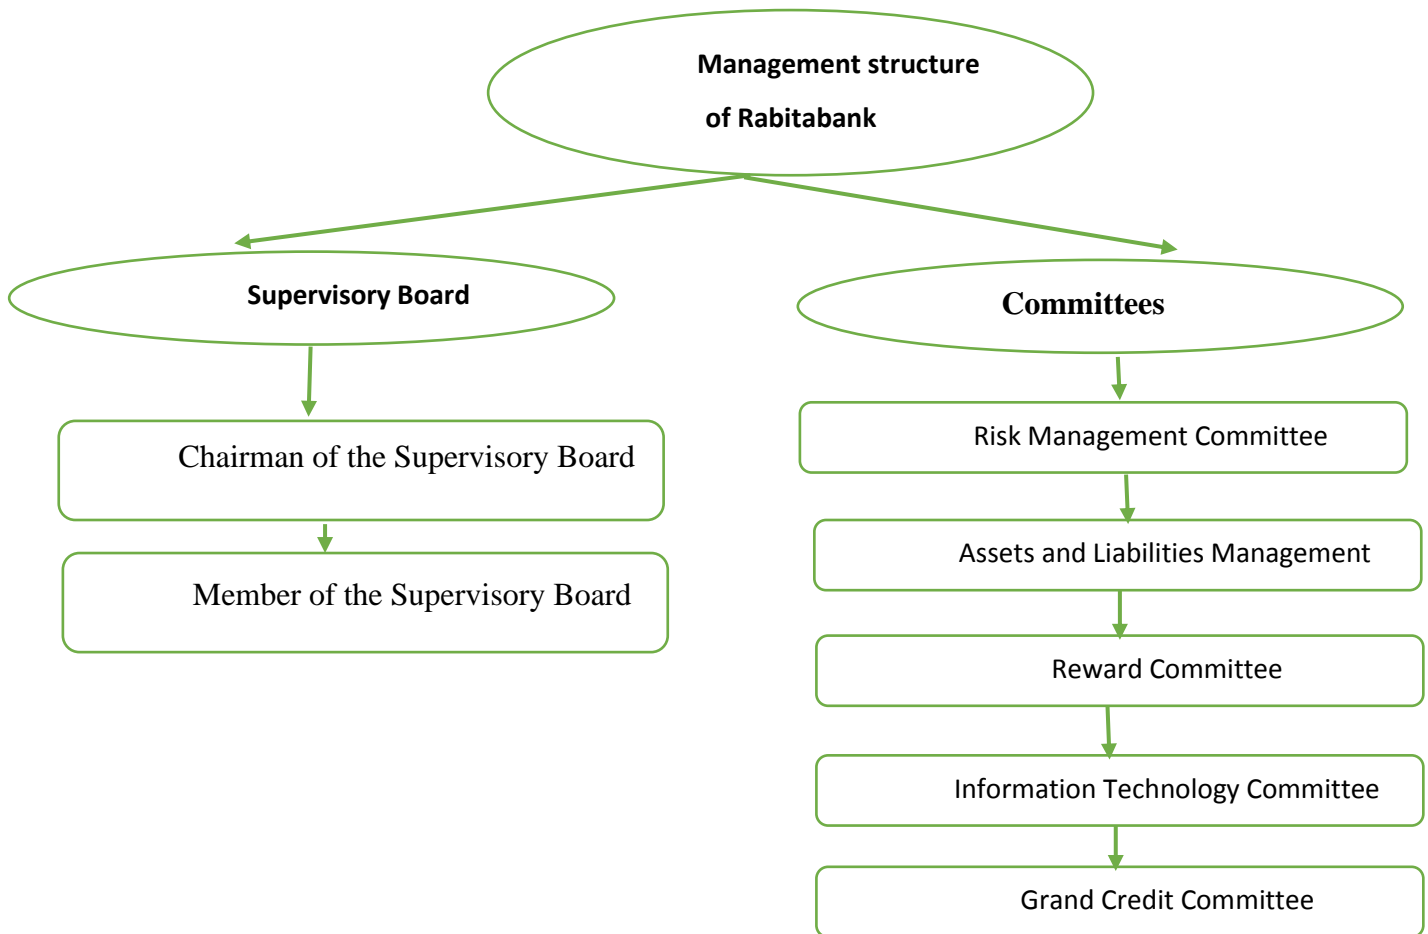 Management structure
of Rabitabank
Supervisory Board
Committees
Chairman of the Supervisory Board
Member of the Supervisory Board
Risk Management Committee
Assets and Liabilities Management
Reward Committee
Information Technology Committee
Grand Credit Committee